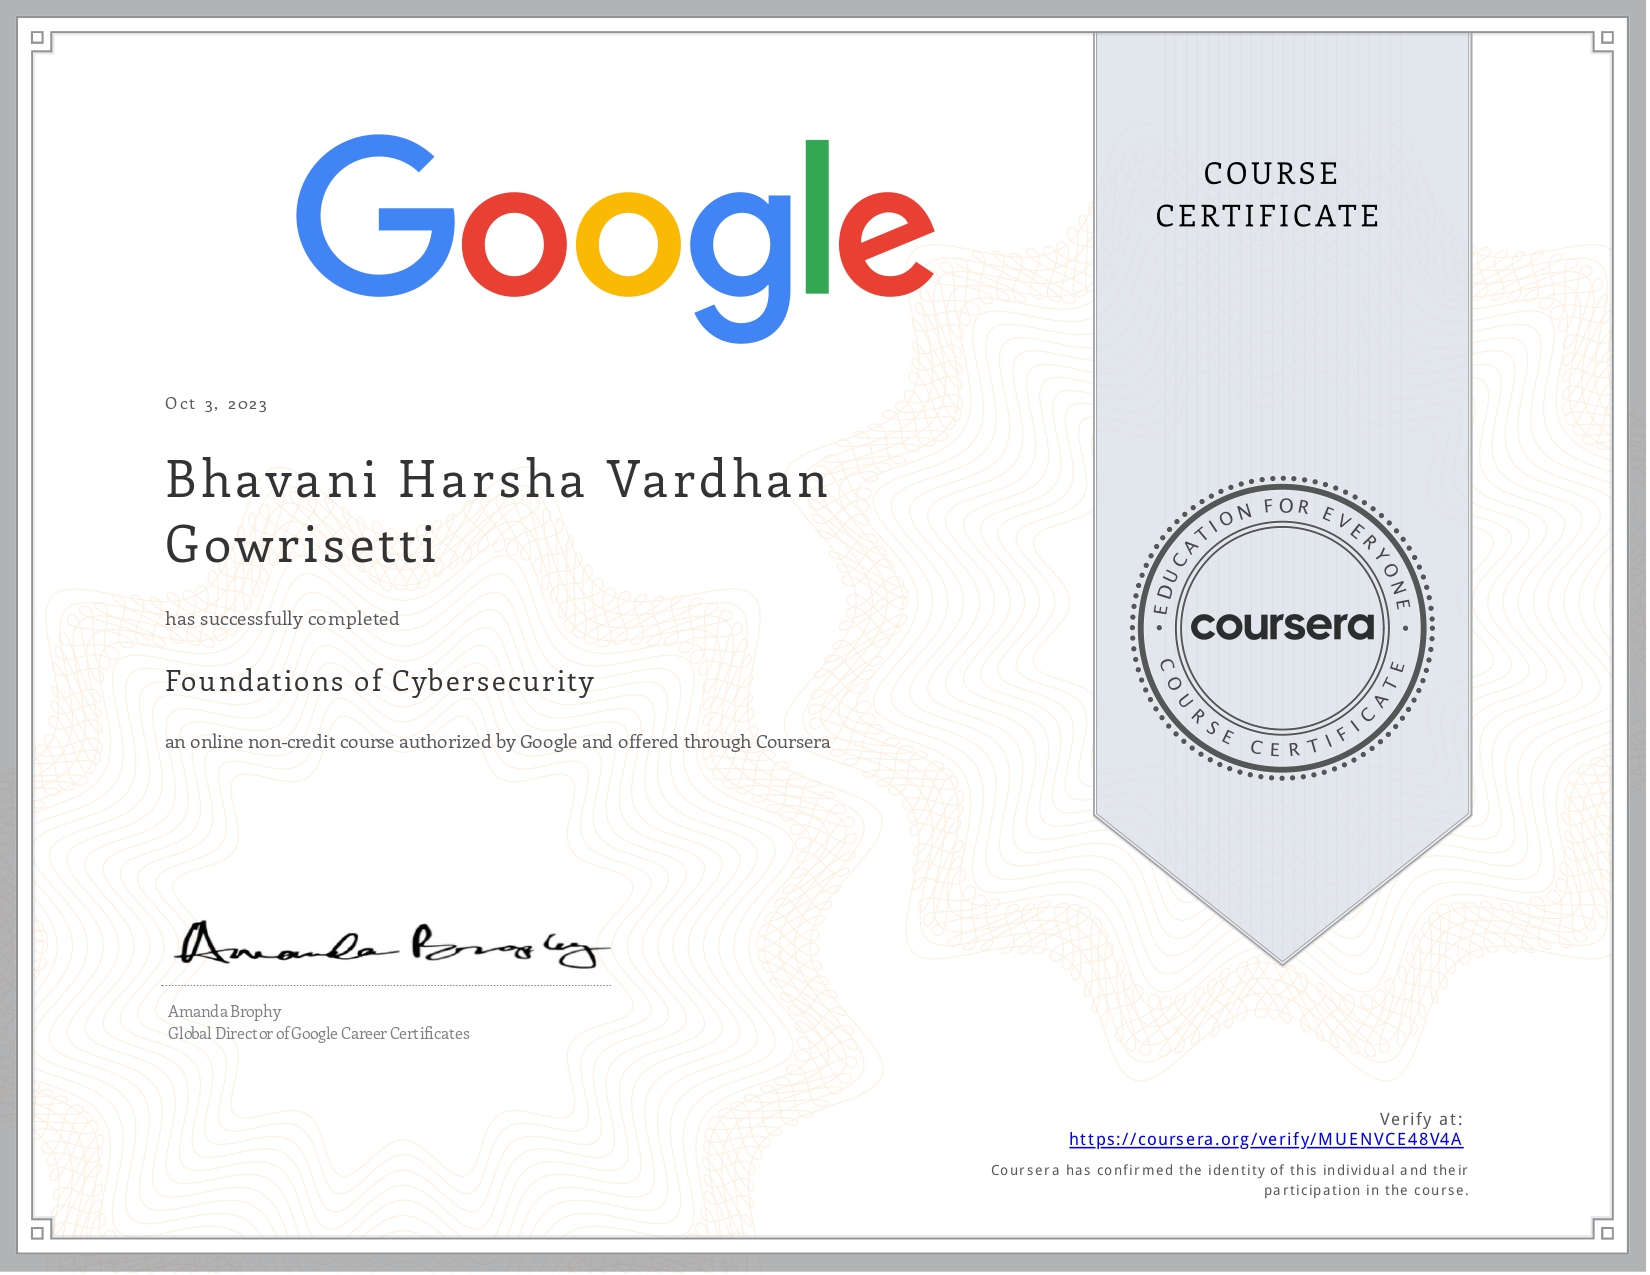 Google
COURSE
CERTIFICATE
Oct 3, 2023
Bhavani Harsha Vardhan
Gowrisetti
has successfully completed
Foundations of Cybersecurity
an online non-credit course authorized by Google and offered through Coursera
EDUCATION FOR EVERYONE
coursera
COURSE CERTIFICATE
Amanda Brophy
Amanda Brophy
Global Director of Google Career Certificates
Verify at:
https://coursera.org/verify/MUENVCE48V4A
Coursera has confirmed the identity of this individual and their
participation in the course.